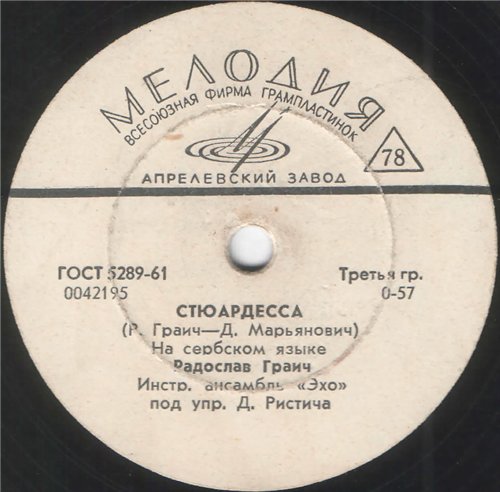 МЕЛОДИЯ
ВСЕСОЮЗНАЯ ФИРМА ГРАМПЛАСТИНОК
78
АПРЕЛЕВСКИЙ ЗАВОД
ГОСТ 5289-61 Третья гр.
0042195 0-57
СТЮАРДЕССА
(Р. Граич—Д. Марьянович)
На сербском языке
Радослав Граич
Инстр. ансамбль «Эхо»
под упр. Д. Ристича